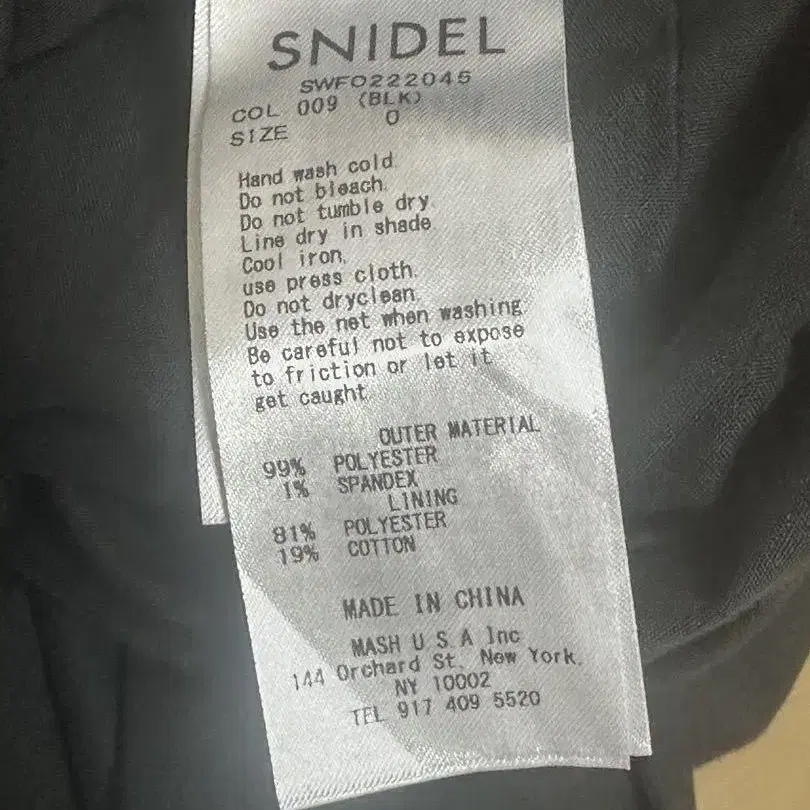 SNIDEL
SWFO222045
COL 009 (BLK)
SIZE 0
Hand wash cold.
Do not bleach.
Do not tumble dry.
Line dry in shade.
Cool iron.
use press cloth.
Do not dryclean.
Use the net when washing.
Be careful not to expose
to friction or let it
get caught.
OUTER MATERIAL
99% POLYESTER
1% SPANDEX
LINING
81% POLYESTER
19% COTTON
MADE IN CHINA
MASH U.S.A Inc
144 Orchard St. New York.
NY 10002
TEL 917 409 5520